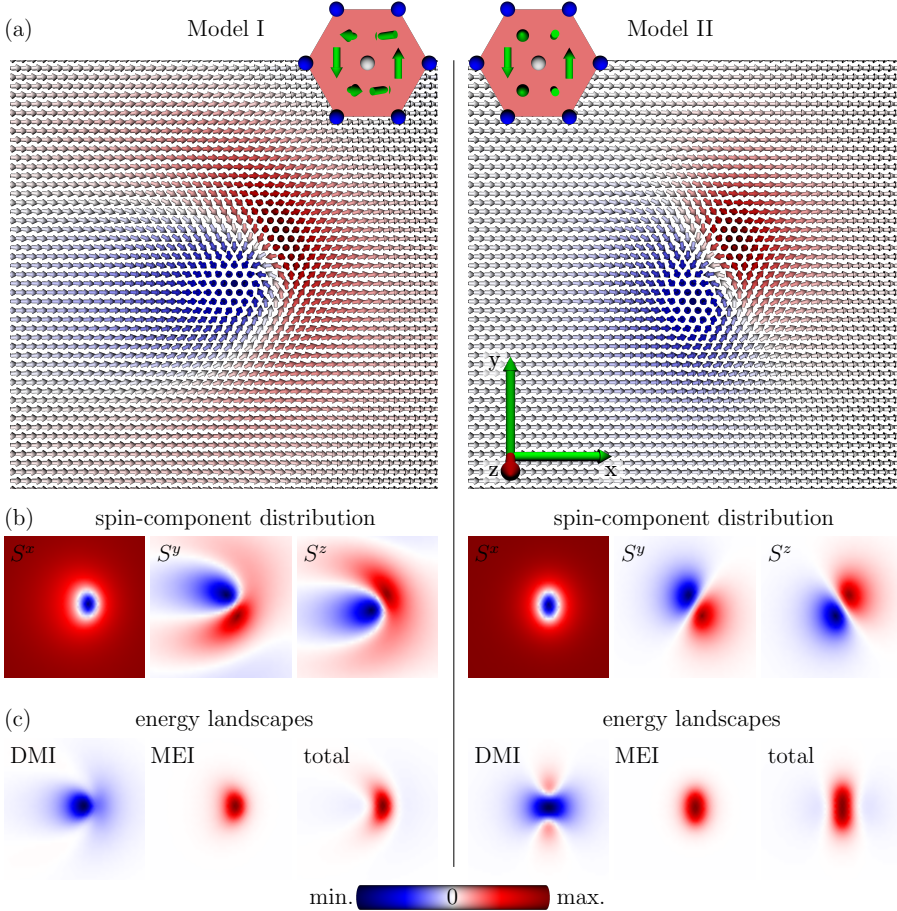 (a) Model I Model II
y
z x
(b) spin-component distribution spin-component distribution
S^x S^y S^z S^x S^y S^z
(c) energy landscapes energy landscapes
DMI MEI total DMI MEI total
min. 0 max.